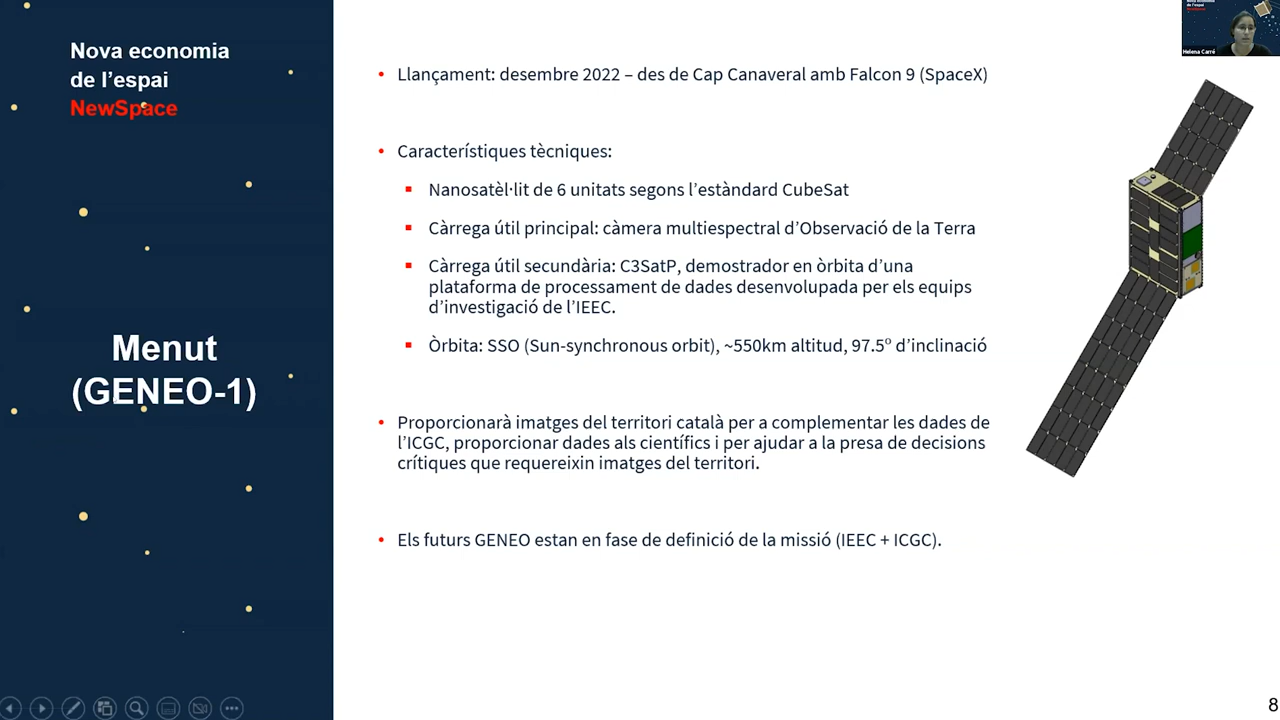 Nova economia
de l’espai
NewSpace
Menut
(GENEO-1)
• Llançament: desembre 2022 – des de Cap Canaveral amb Falcon 9 (SpaceX)
• Característiques tècniques:
▪ Nanosatèl·lit de 6 unitats segons l’estàndard CubeSat
▪ Càrrega útil principal: càmera multiespectral d’Observació de la Terra
▪ Càrrega útil secundària: C3SatP, demostrador en òrbita d’una
plataforma de processament de dades desenvolupada per els equips
d’investigació de l’IEEC.
▪ Òrbita: SSO (Sun-synchronous orbit), ~550km altitud, 97.5º d’inclinació
• Proporcionarà imatges del territori català per a complementar les dades de
l’ICGC, proporcionar dades als científics i per ajudar a la presa de decisions
crítiques que requereixin imatges del territori.
• Els futurs GENEO estan en fase de definició de la missió (IEEC + ICGC).
Nova economia
de l’espai
NewSpace
Helena Carré
8